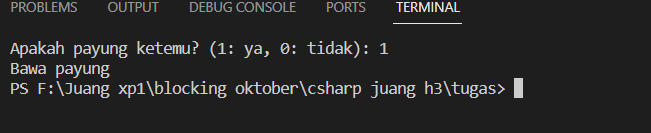 PROBLEMS OUTPUT DEBUG CONSOLE PORTS TERMINAL
Apakah payung ketemu? (1: ya, 0: tidak): 1
Bawa payung
PS F:\Juang xp1\blocking oktober\csharp juang h3\tugas>